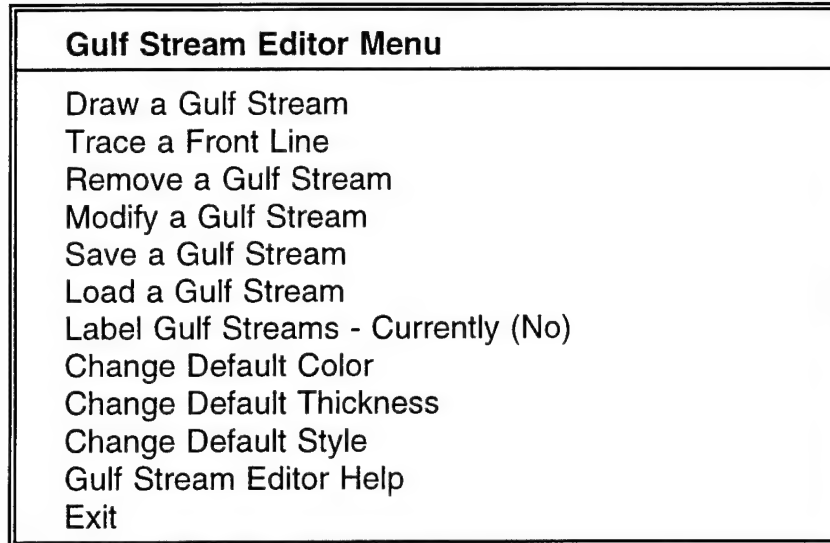 Gulf Stream Editor Menu
Draw a Gulf Stream
Trace a Front Line
Remove a Gulf Stream
Modify a Gulf Stream
Save a Gulf Stream
Load a Gulf Stream
Label Gulf Streams - Currently (No)
Change Default Color
Change Default Thickness
Change Default Style
Gulf Stream Editor Help
Exit